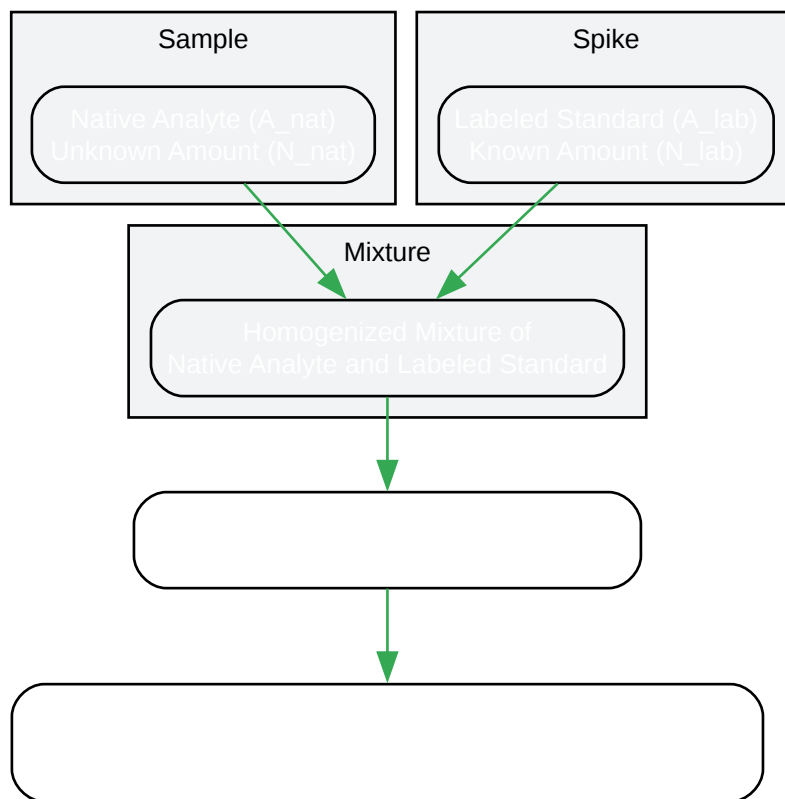 Sample
Spike
Native Analyte (A_nat)
Unknown Amount (N_nat)
Labeled Standard (A_lab)
Known Amount (N_lab)
Mixture
Homogenized Mixture of
Native Analyte and Labeled Standard